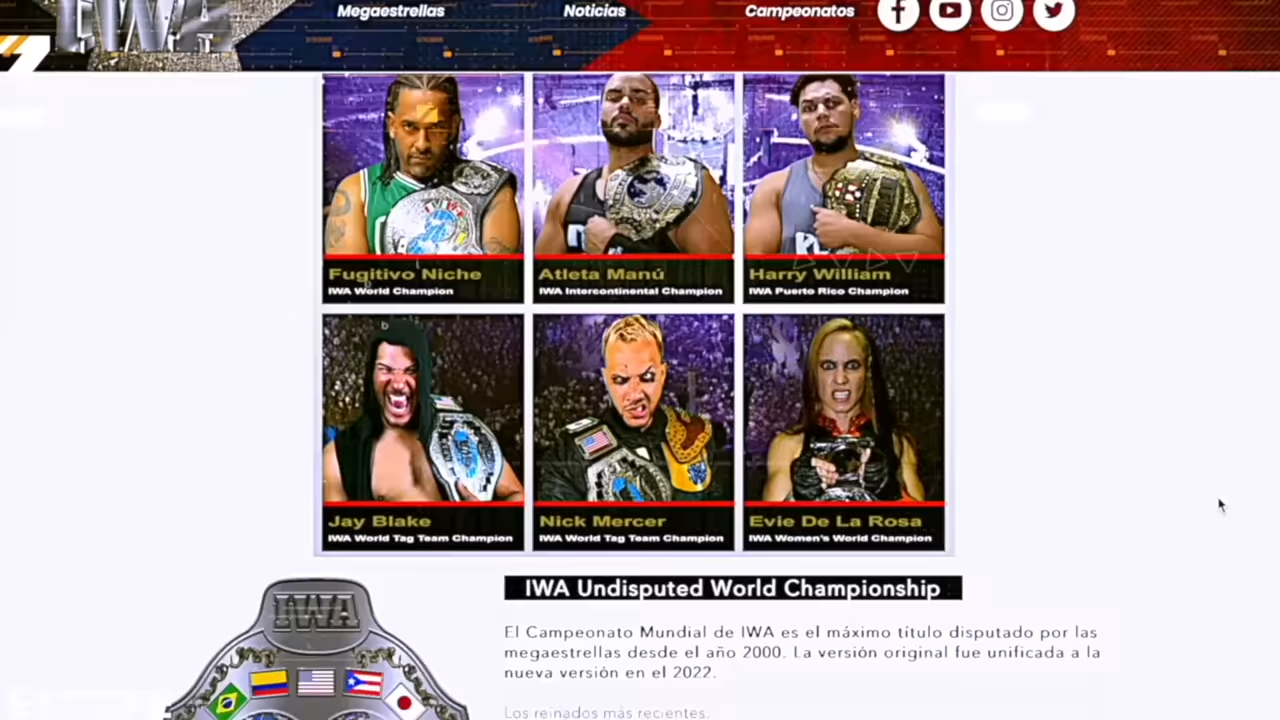 IWA
Megaestrellas
Noticias
Campeonatos
Fugitivo Niche
IWA World Champion
Atleta Manú
IWA Intercontinental Champion
Harry William
IWA Puerto Rico Champion
Jay Blake
IWA World Tag Team Champion
Nick Mercer
IWA World Tag Team Champion
Evie De La Rosa
IWA Women's World Champion
IWA
IWA Undisputed World Championship
El Campeonato Mundial de IWA es el máximo título disputado por las
megaestrellas desde el año 2000. La versión original fue unificada a la
nueva versión en el 2022.
Los reinados más recientes.